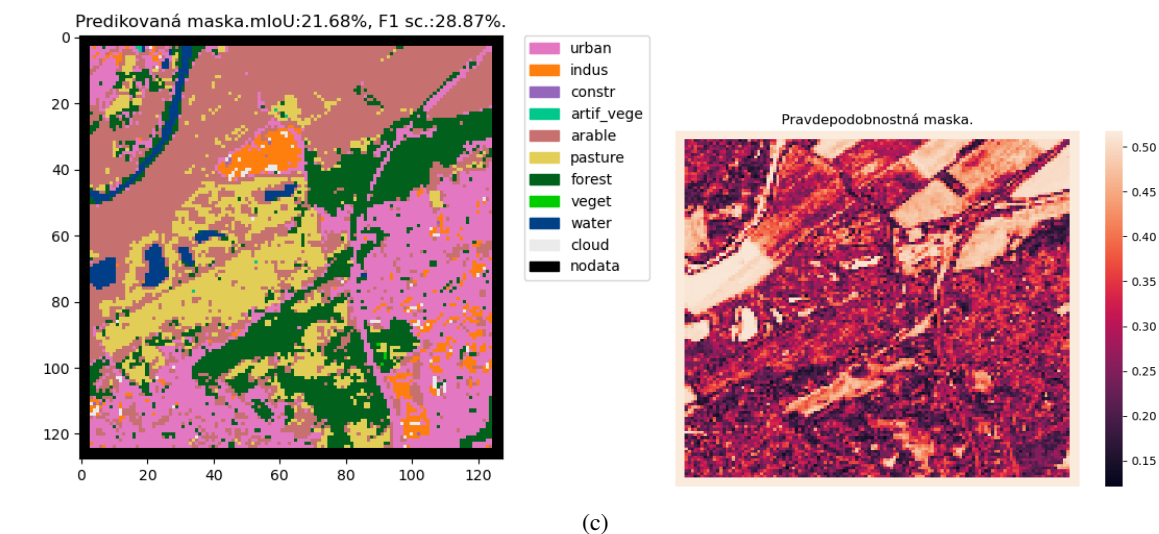 Predikovaná maska.mIoU:21.68%, F1 sc.:28.87%.
0
20
40
60
80
100
120
0 20 40 60 80 100 120
urban
indus
constr
artif_vege
arable
pasture
forest
veget
water
cloud
nodata
Pravdepodobnostná maska.
0.50
0.45
0.40
0.35
0.30
0.25
0.20
0.15
(c)